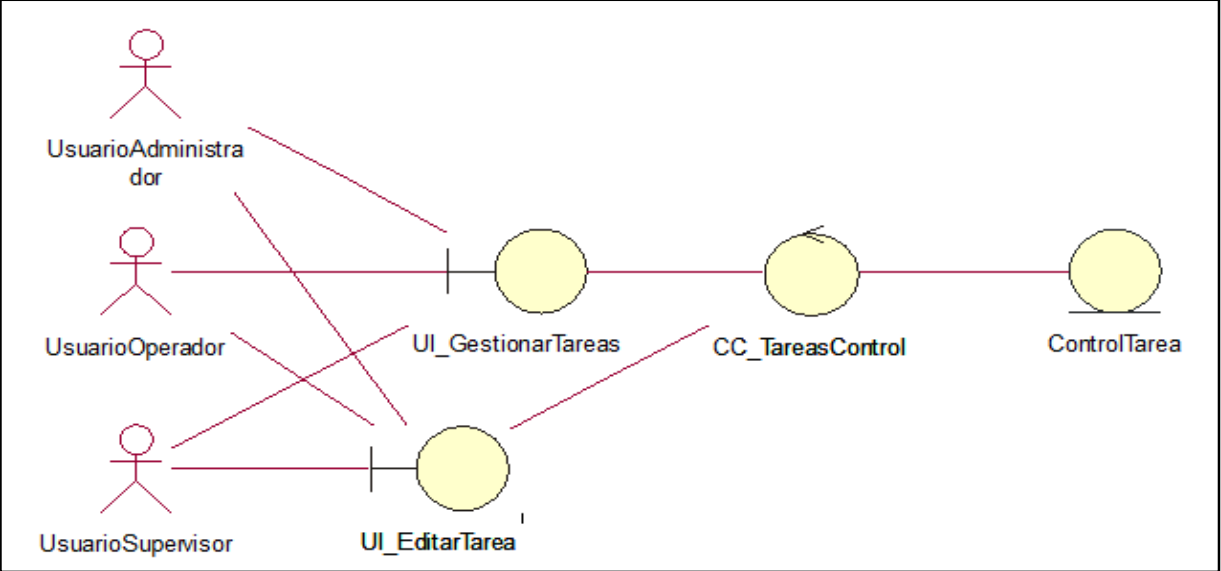 UsuarioAdministra
dor
UsuarioOperador
UI_GestionarTareas
CC_TareasControl
ControlTarea
UsuarioSupervisor
UI_EditarTarea